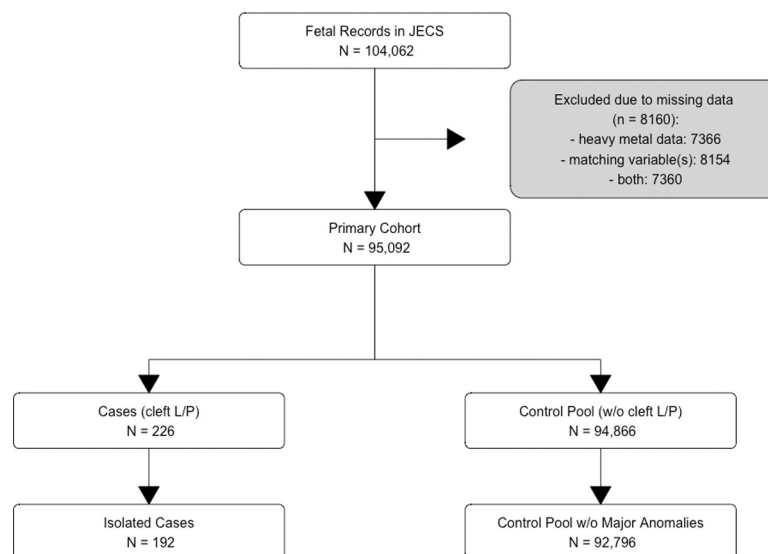 Fetal Records in JECS
N = 104,062
Excluded due to missing data
(n = 8160):
- heavy metal data: 7366
- matching variable(s): 8154
- both: 7360
Primary Cohort
N = 95,092
Cases (cleft L/P)
N = 226
Control Pool (w/o cleft L/P)
N = 94,866
Isolated Cases
N = 192
Control Pool w/o Major Anomalies
N = 92,796